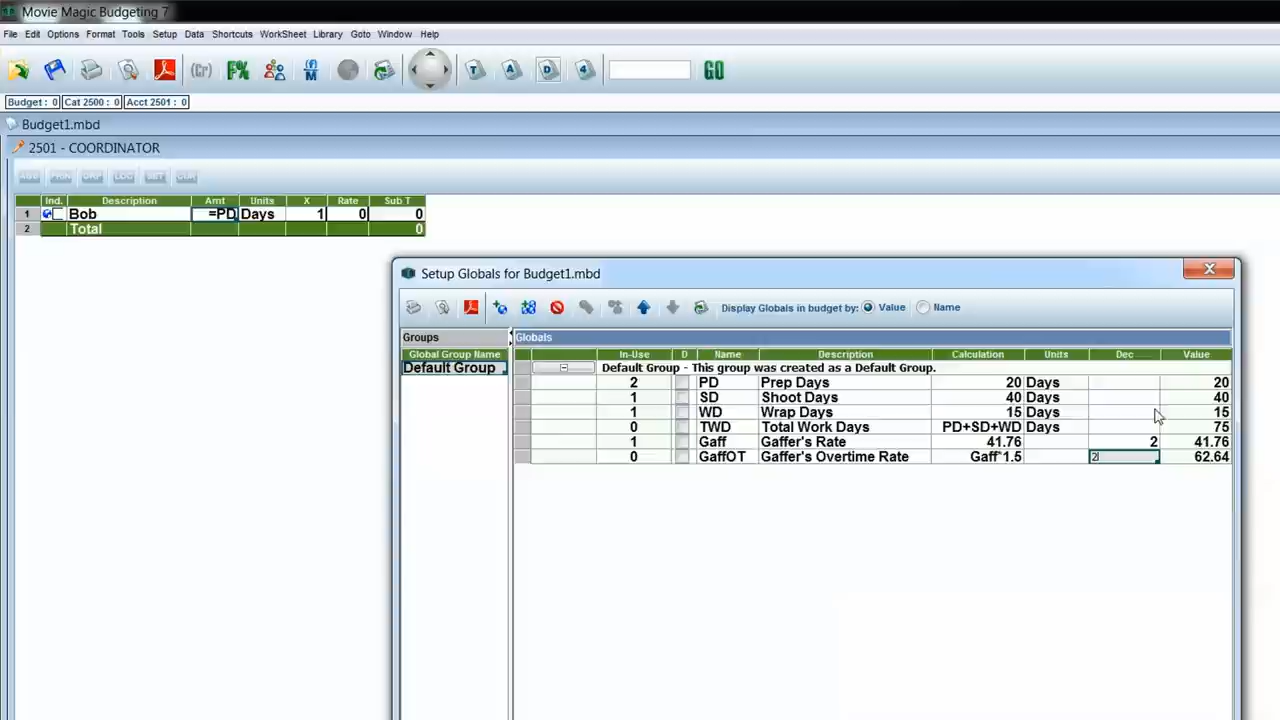 Movie Magic Budgeting 7
File Edit Options Format Tools Setup Data Shortcuts WorkSheet Library Goto Window Help
(Cr) F% fM T A D 4 GO
Budget : 0 Cat 2500 : 0 Acct 2501 : 0
Budget1.mbd
2501 - COORDINATOR
Ind. Description Amt Units X Rate Sub T
1 Bob =PD Days 1 0 0
2 Total 0
Setup Globals for Budget1.mbd
Display Globals in budget by: Value Name
Groups Globals
Global Group Name In-Use D Name Description Calculation Units Dec Value
Default Group Default Group - This group was created as a Default Group.
2 PD Prep Days 20 Days 20
1 SD Shoot Days 40 Days 40
1 WD Wrap Days 15 Days 15
0 TWD Total Work Days PD+SD+WD Days 75
1 Gaff Gaffer's Rate 41.76 2 41.76
0 GaffOT Gaffer's Overtime Rate Gaff*1.5 2 62.64